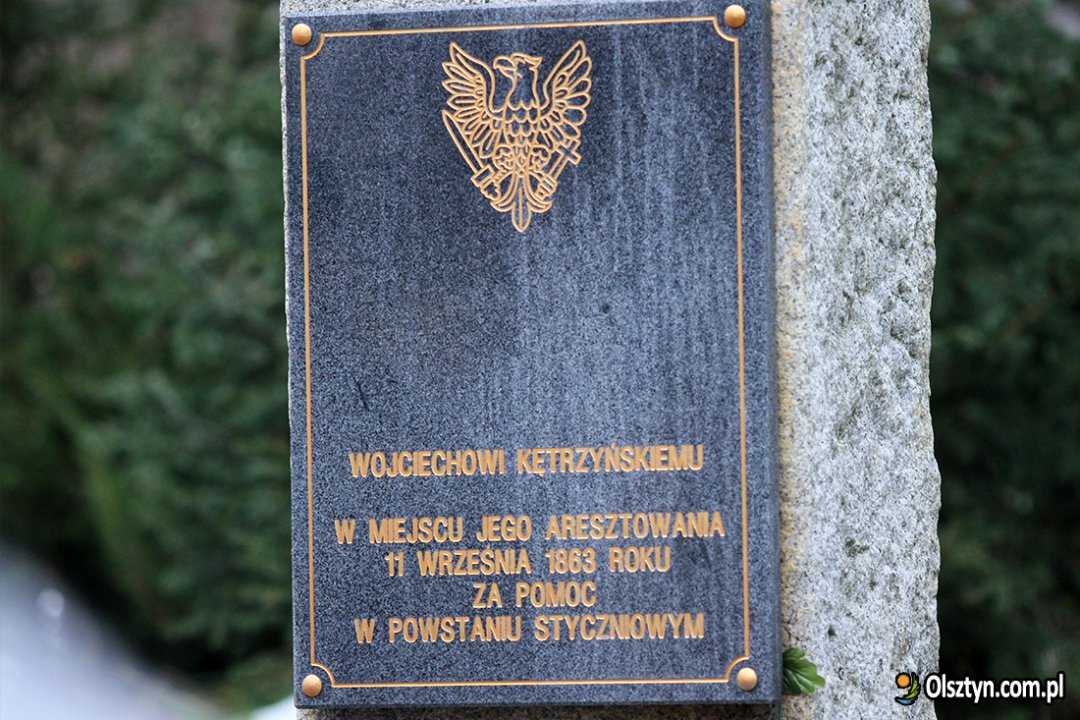 WOJCIECHOWI KĘTRZYŃSKIEMU
W MIEJSCU JEGO ARESZTOWANIA
11 WRZEŚNIA 1863 ROKU
ZA POMOC
W POWSTANIU STYCZNIOWYM
Olsztyn.com.pl